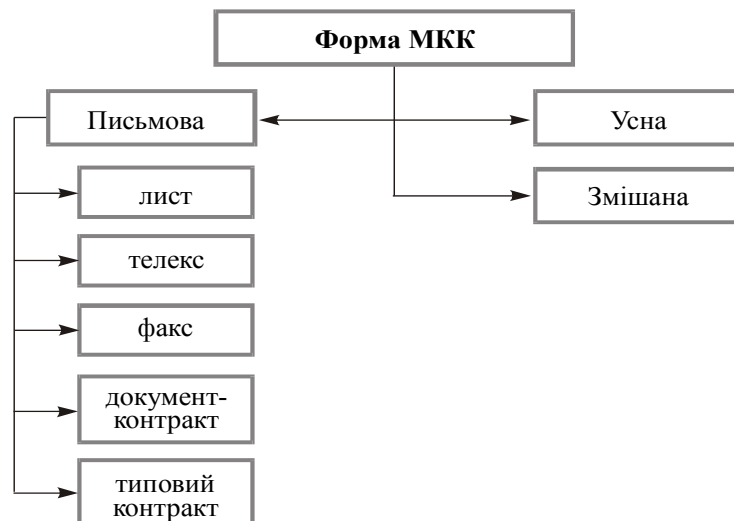 Форма МКК
Письмова
Усна
лист
Змішана
телекс
факс
документ-
контракт
типовий
контракт